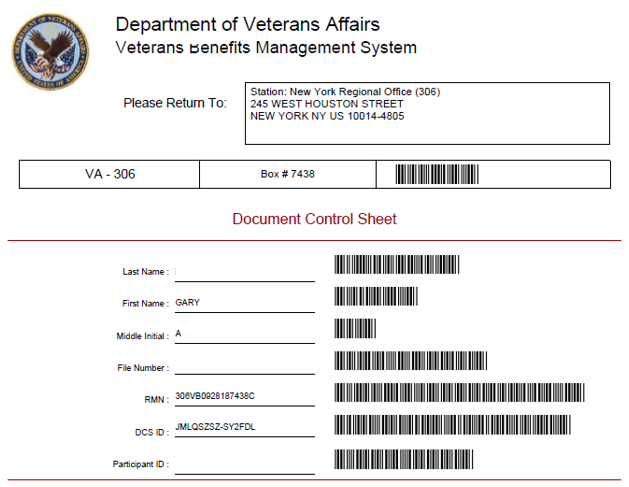 Department of Veterans Affairs
Veterans Benefits Management System
Please Return To:
Station: New York Regional Office (306)
245 WEST HOUSTON STREET
NEW YORK NY US 10014-4805
VA - 306
Box # 7438
Document Control Sheet
Last Name :
First Name : GARY
Middle Initial : A
File Number :
RMN : 306VB0928187438C
DCS ID : JMLQSZSZ-SY2FDL
Participant ID :